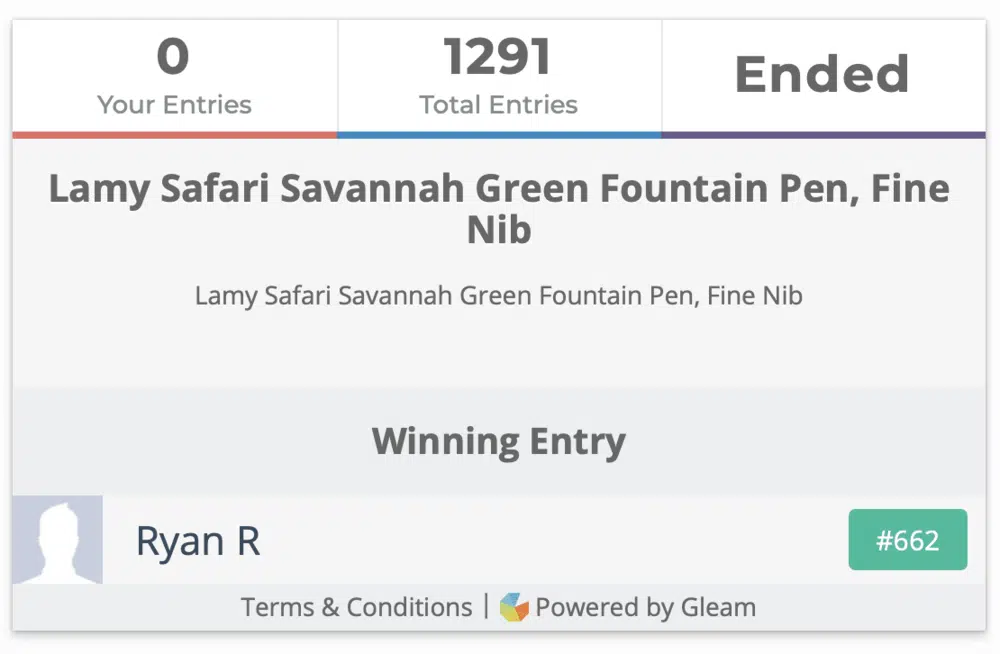 0
Your Entries
1291
Total Entries
Ended
Lamy Safari Savannah Green Fountain Pen, Fine
Nib
Lamy Safari Savannah Green Fountain Pen, Fine Nib
Winning Entry
Ryan R
#662
Terms & Conditions | Powered by Gleam